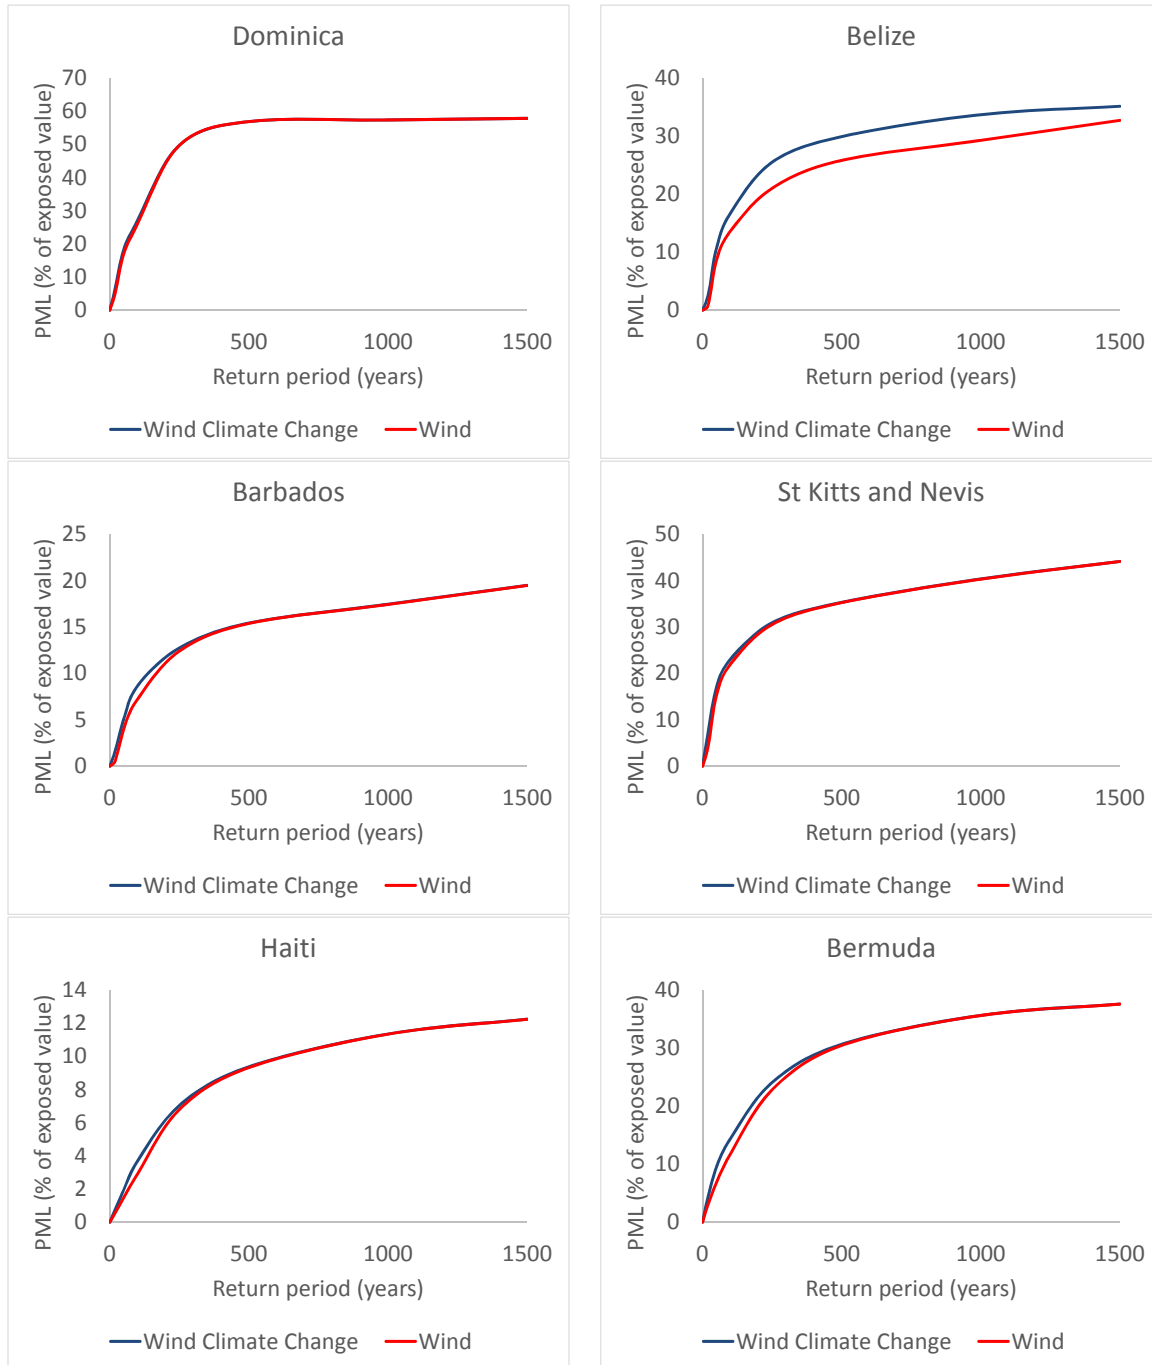 Dominica
PML (% of exposed value)
70
60
50
40
30
20
10
0
0 500 1000 1500
Return period (years)
Wind Climate Change Wind
Belize
PML (% of exposed value)
40
30
20
10
0
0 500 1000 1500
Return period (years)
Wind Climate Change Wind
Barbados
PML (% of exposed value)
25
20
15
10
5
0
0 500 1000 1500
Return period (years)
Wind Climate Change Wind
St Kitts and Nevis
PML (% of exposed value)
50
40
30
20
10
0
0 500 1000 1500
Return period (years)
Wind Climate Change Wind
Haiti
PML (% of exposed value)
14
12
10
8
6
4
2
0
0 500 1000 1500
Return period (years)
Wind Climate Change Wind
Bermuda
PML (% of exposed value)
40
30
20
10
0
0 500 1000 1500
Return period (years)
Wind Climate Change Wind